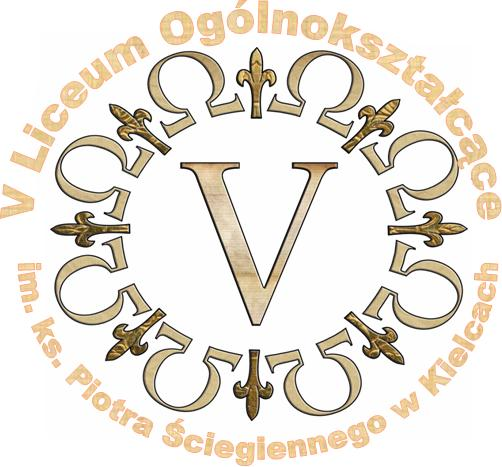 V Liceum Ogólnokształcące
Ω Ω Ω Ω Ω Ω Ω Ω
V
im. ks. Piotra Ściegiennego w Kielcach